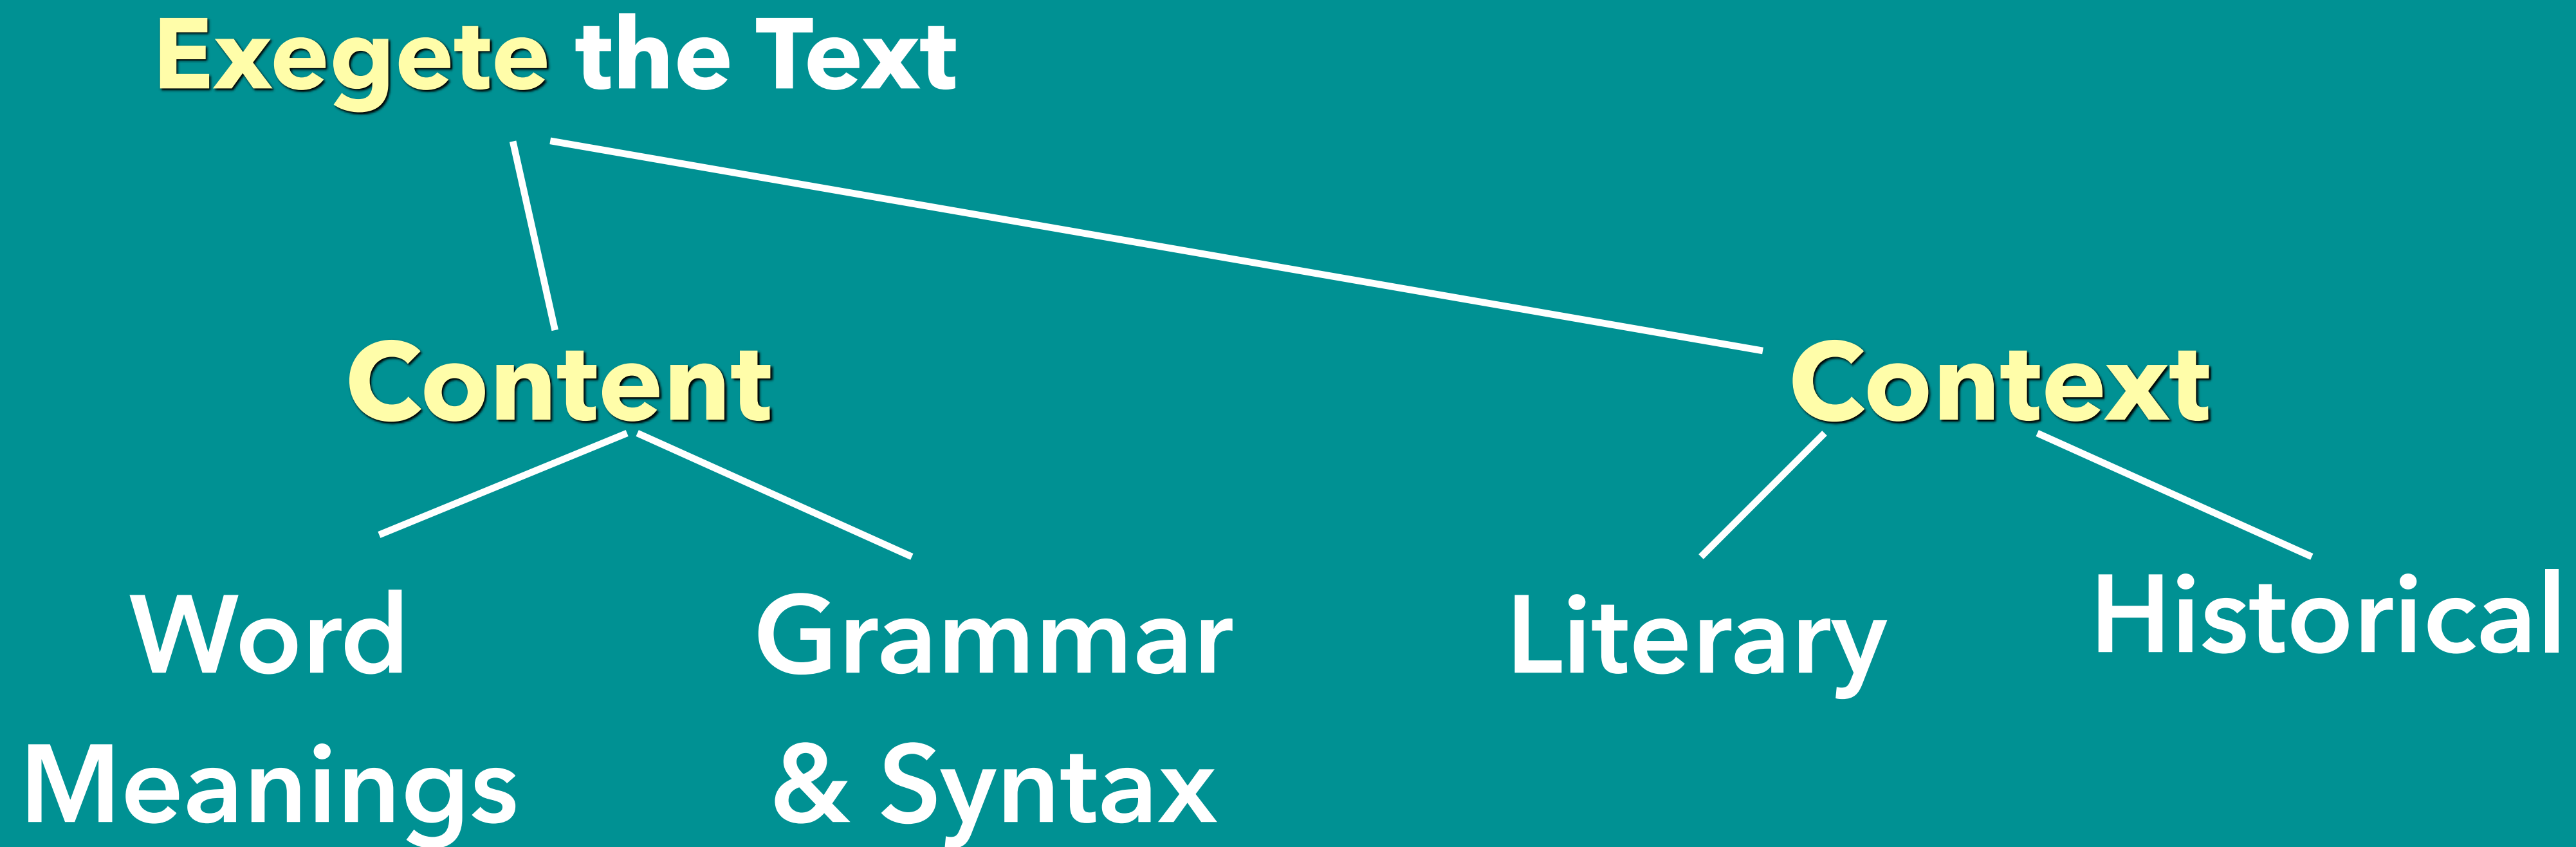 Exegete the Text
Content
Context
Word
Meanings
Grammar
& Syntax
Literary
Historical